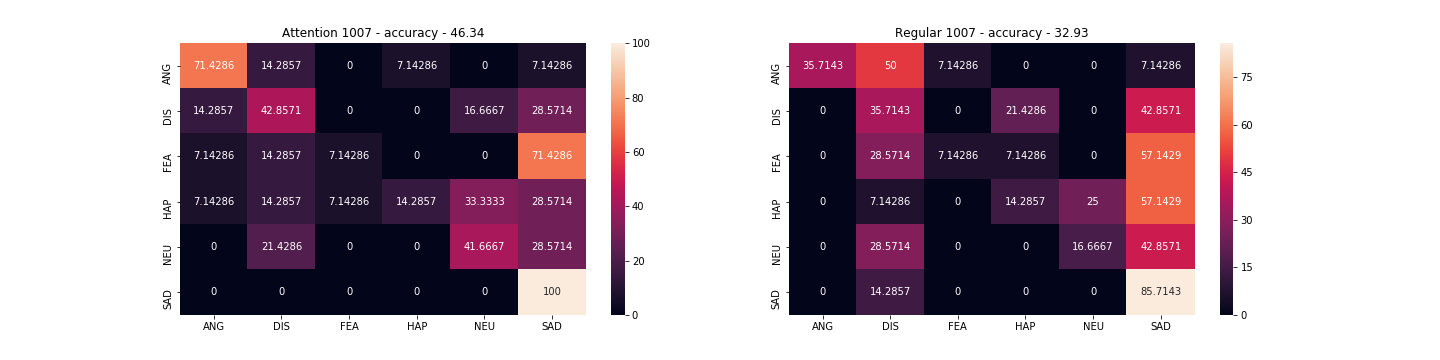 Attention 1007 - accuracy - 46.34
ANG 71.4286 14.2857 0 7.14286 0 7.14286
DIS 14.2857 42.8571 0 0 16.6667 28.5714
FEA 7.14286 14.2857 7.14286 0 0 71.4286
HAP 7.14286 14.2857 7.14286 14.2857 33.3333 28.5714
NEU 0 21.4286 0 0 41.6667 28.5714
SAD 0 0 0 0 0 100
ANG DIS FEA HAP NEU SAD
100
80
60
40
20
0
Regular 1007 - accuracy - 32.93
ANG 35.7143 50 7.14286 0 0 7.14286
DIS 0 35.7143 0 21.4286 0 42.8571
FEA 0 28.5714 7.14286 7.14286 0 57.1429
HAP 0 7.14286 0 14.2857 25 57.1429
NEU 0 28.5714 0 0 16.6667 42.8571
SAD 0 14.2857 0 0 0 85.7143
ANG DIS FEA HAP NEU SAD
75
60
45
30
15
0